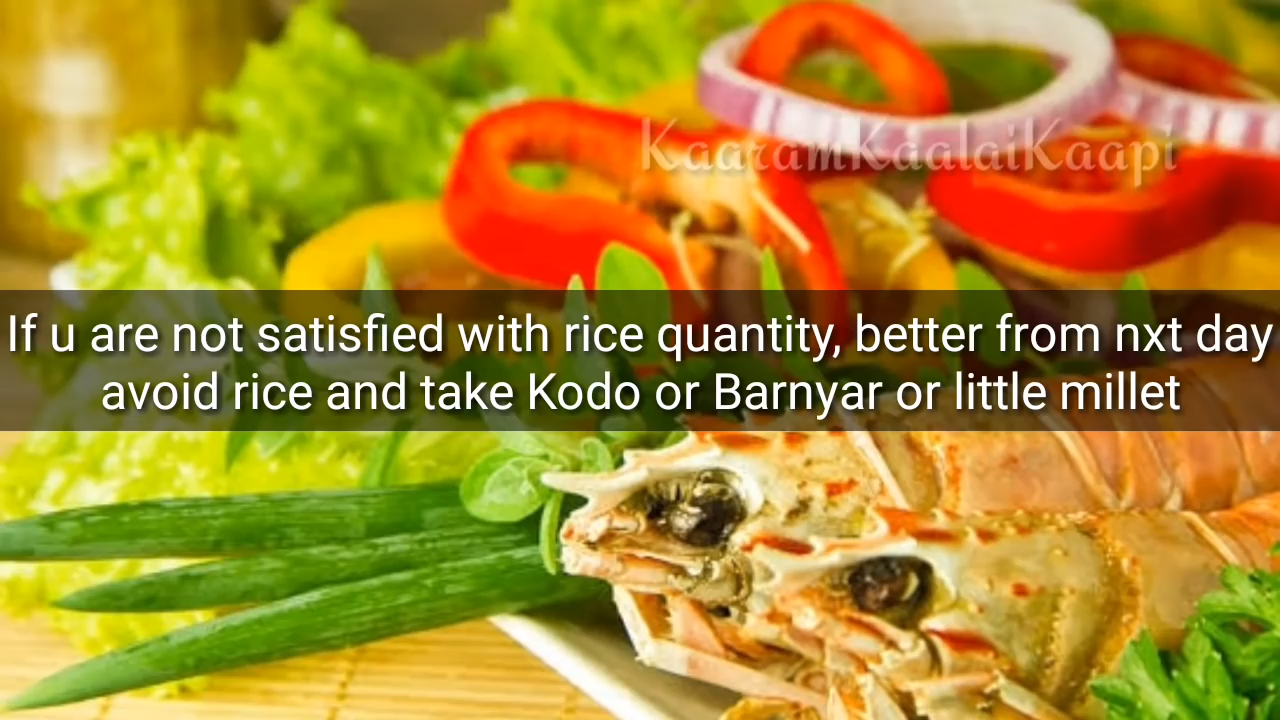 KaaramKaalaiKaapi
If u are not satisfied with rice quantity, better from nxt day
avoid rice and take Kodo or Barnyar or little millet